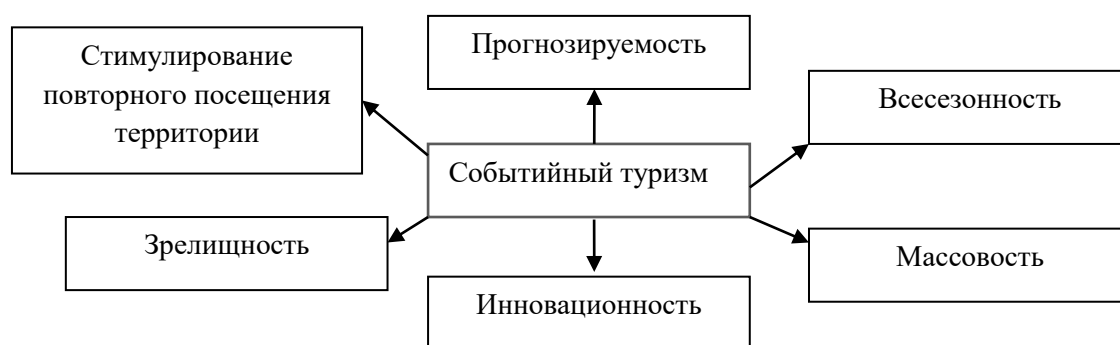 Стимулирование
повторного посещения
территории
Прогнозируемость
Всесезонность
Событийный туризм
Зрелищность
Массовость
Инновационность